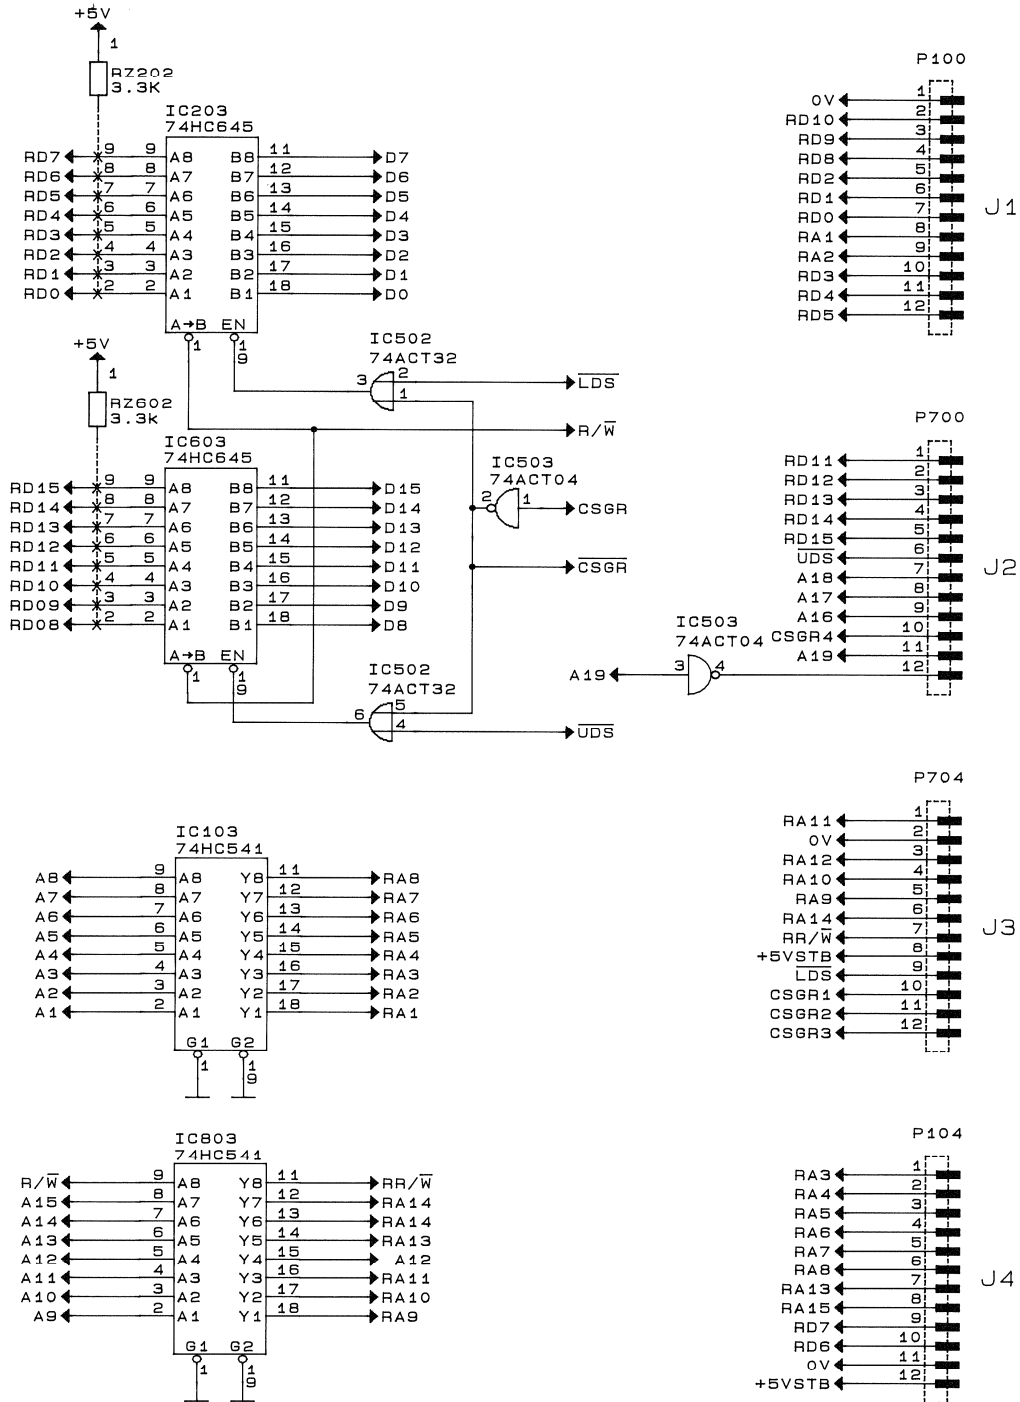 +5V
1
RZ202
3.3K
IC203
74HC645
RD7 9 9 A8 B8 11 D7
RD6 8 8 A7 B7 12 D6
RD5 7 7 A6 B6 13 D5
RD4 6 6 A5 B5 14 D4
RD3 5 5 A4 B4 15 D3
RD2 4 4 A3 B3 16 D2
RD1 3 3 A2 B2 17 D1
RD0 2 2 A1 B1 18 D0
A→B EN
1 19
IC502
74ACT32
3 2 1
L̅D̅S̅
R/W̅
+5V
1
RZ602
3.3K
IC603
74HC645
RD15 9 9 A8 B8 11 D15
RD14 8 8 A7 B7 12 D14
RD13 7 7 A6 B6 13 D13
RD12 6 6 A5 B5 14 D12
RD11 5 5 A4 B4 15 D11
RD10 4 4 A3 B3 16 D10
RD09 3 3 A2 B2 17 D9
RD08 2 2 A1 B1 18 D8
A→B EN
1 19
IC503
74ACT04
2 1 CSGR
C̅S̅G̅R̅
IC502
74ACT32
6 5 4
U̅D̅S̅
IC503
74ACT04
A19 3 4
IC103
74HC541
A8 9 A8 Y8 11 RA8
A7 8 A7 Y7 12 RA7
A6 7 A6 Y6 13 RA6
A5 6 A5 Y5 14 RA5
A4 5 A4 Y4 15 RA4
A3 4 A3 Y3 16 RA3
A2 3 A2 Y2 17 RA2
A1 2 A1 Y1 18 RA1
G1 G2
1 19
IC803
74HC541
R/W̅ 9 A8 Y8 11 RR/W̅
A15 8 A7 Y7 12 RA14
A14 7 A6 Y6 13 RA14
A13 6 A5 Y5 14 RA13
A12 5 A4 Y4 15 A12
A11 4 A3 Y3 16 RA11
A10 3 A2 Y2 17 RA10
A9 2 A1 Y1 18 RA9
G1 G2
1 19
P100
0V 1
RD10 2
RD9 3
RD8 4
RD2 5
RD1 6
RD0 7
RA1 8
RA2 9
RD3 10
RD4 11
RD5 12
J1
P700
RD11 1
RD12 2
RD13 3
RD14 4
RD15 5
U̅D̅S̅ 6
A18 7
A17 8
A16 9
CSGR4 10
A19 11
12
J2
P704
RA11 1
0V 2
RA12 3
RA10 4
RA9 5
RA14 6
RR/W̅ 7
+5VSTB 8
L̅D̅S̅ 9
CSGR1 10
CSGR2 11
CSGR3 12
J3
P104
RA3 1
RA4 2
RA5 3
RA6 4
RA7 5
RA8 6
RA13 7
RA15 8
RD7 9
RD6 10
0V 11
+5VSTB 12
J4